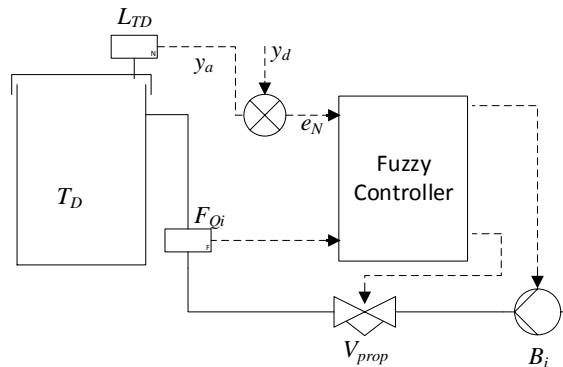 L_TD
N
y_a
y_d
e_N
Fuzzy
Controller
T_D
F_Qi
F
V_prop
B_i